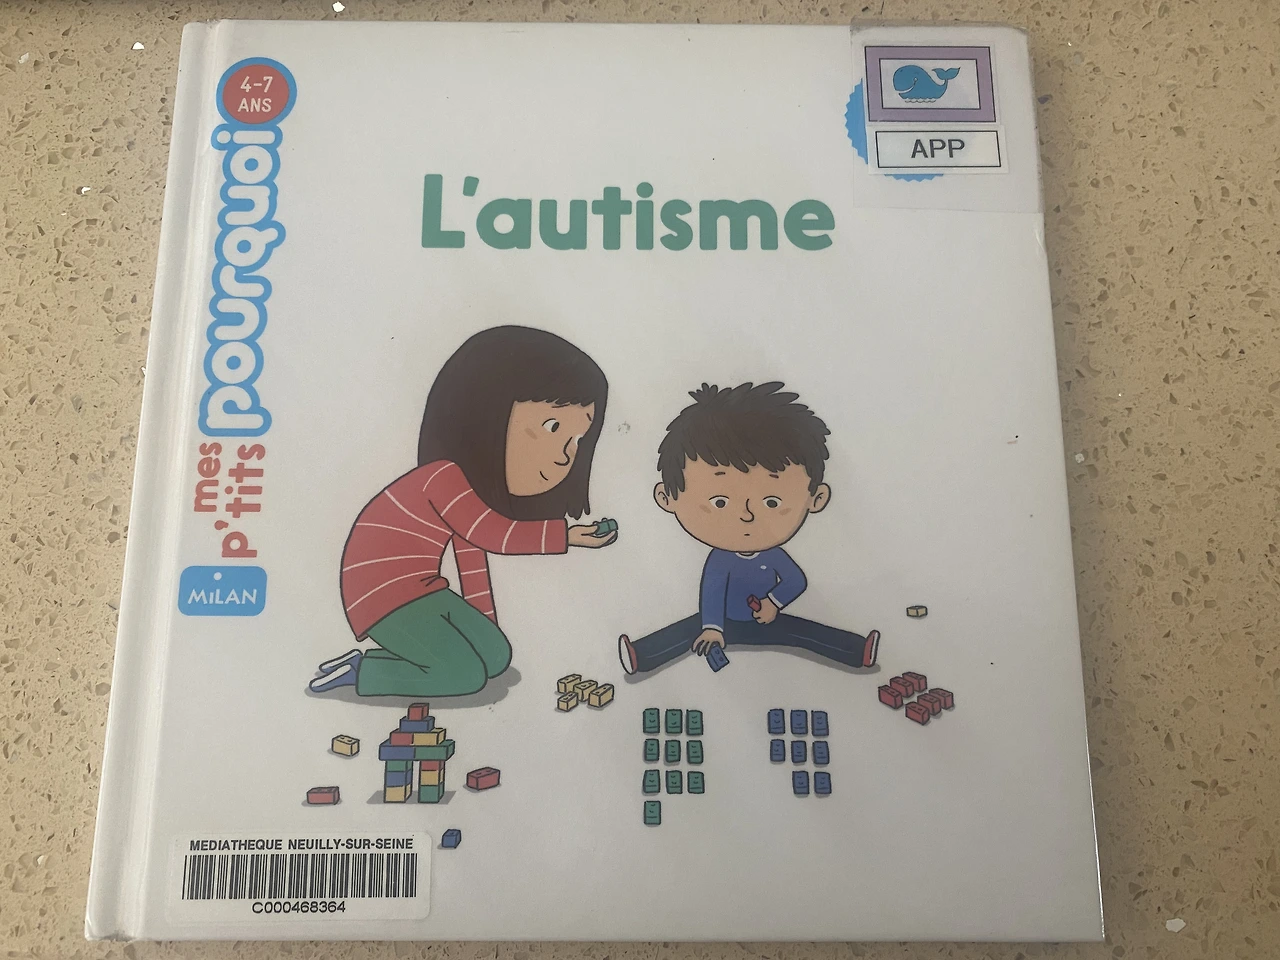 4-7
ANS
mes
p'tits
pourquoi
MiLAN
APP
L'autisme
MEDIATHEQUE NEUILLY-SUR-SEINE
C000468364